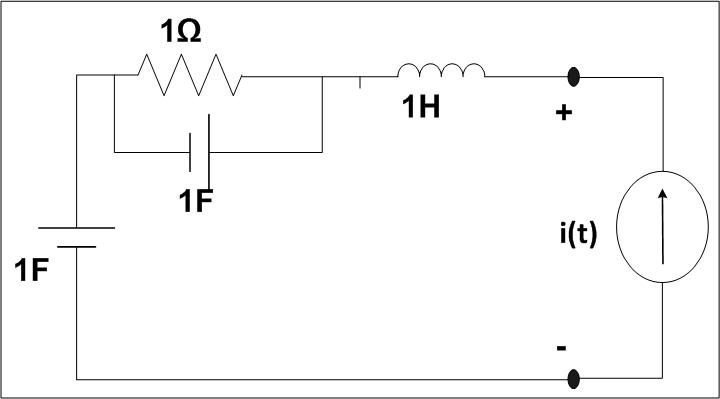 1Ω
1H
+
1F
i(t)
1F
-